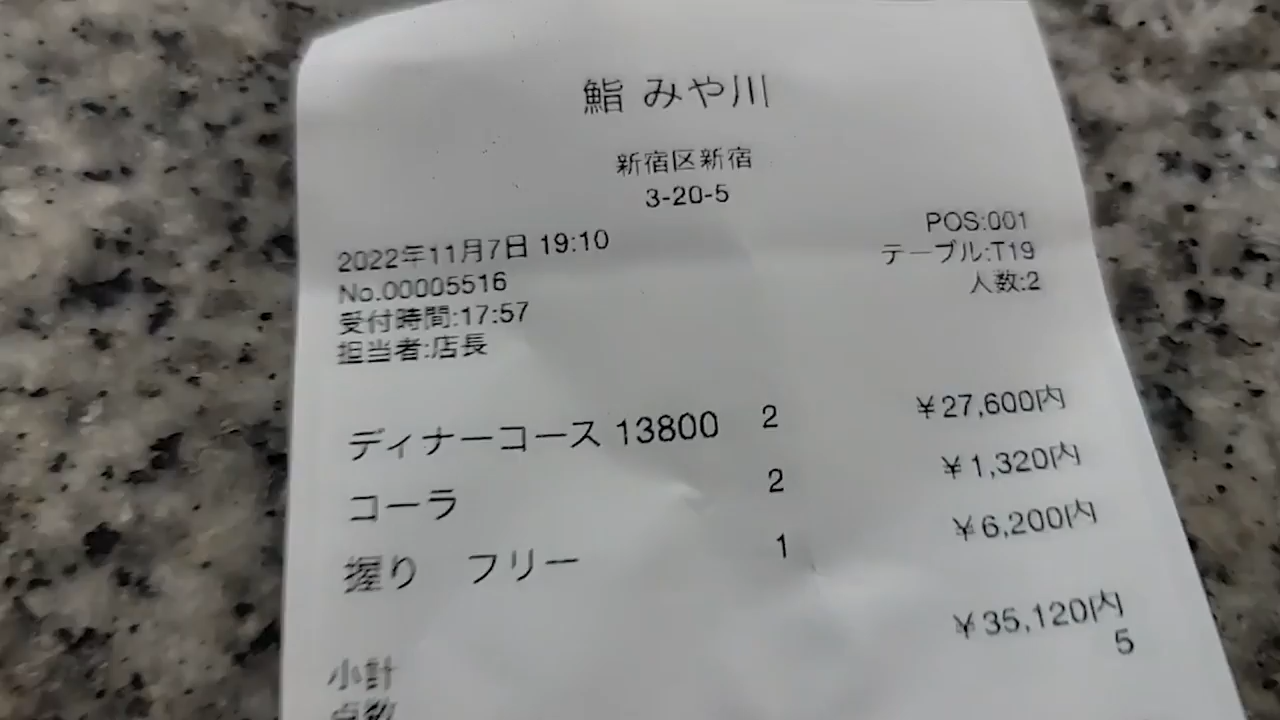 鮨 みや川
新宿区新宿
3-20-5
2022年11月7日 19:10 POS:001
No.00005516 テーブル:T19
受付時間:17:57 人数:2
担当者:店長
ディナーコース 13800 2 ¥27,600内
コーラ 2 ¥1,320内
握り フリー 1 ¥6,200内
小計 ¥35,120内
点数 5